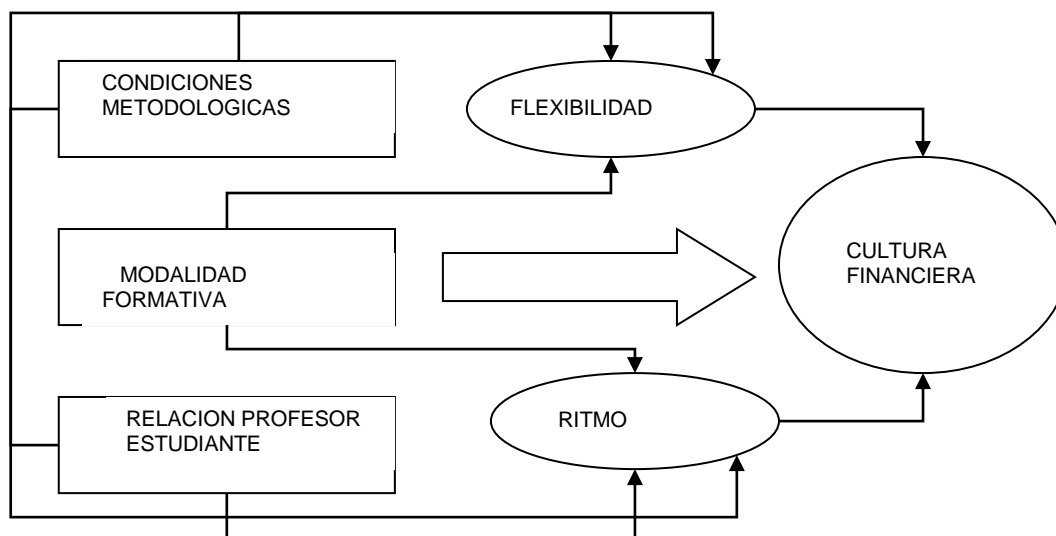 CONDICIONES
METODOLOGICAS
FLEXIBILIDAD
MODALIDAD
FORMATIVA
CULTURA
FINANCIERA
RELACION PROFESOR
ESTUDIANTE
RITMO